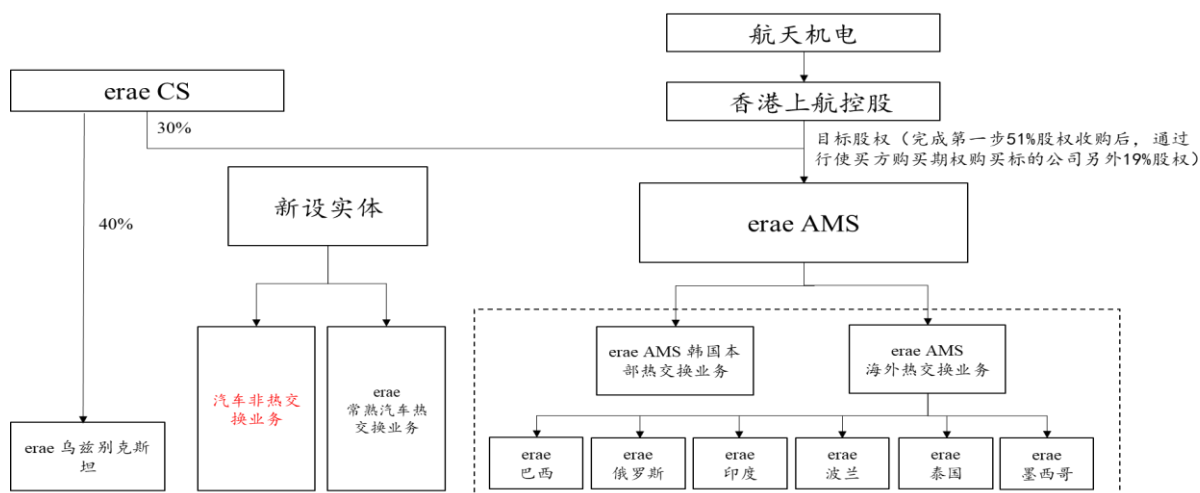 航天机电
erae CS
香港上航控股
30%
目标股权（完成第一步51%股权收购后，通过
行使买方购买期权购买标的公司另外19%股权）
40%
新设实体
erae AMS
汽车非热交
换业务
erae
常熟汽车热
交换业务
erae AMS 韩国本
部热交换业务
erae AMS
海外热交换业务
erae 乌兹别克斯
坦
erae
巴西
erae
俄罗斯
erae
印度
erae
波兰
erae
泰国
erae
墨西哥